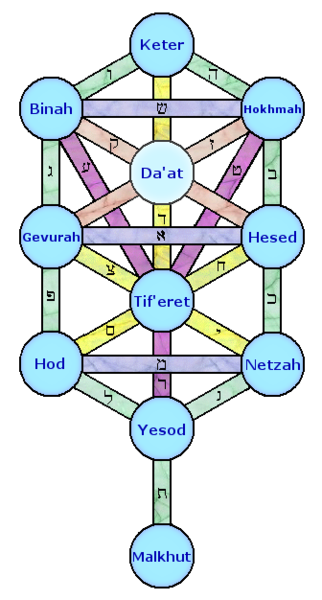 Keter
ו
ה
Binah
ש
Hokhmah
ק
ז
ג
ע
ט
ב
Da'at
ד
Gevurah
א
Hesed
צ
ח
פ
Tif'eret
כ
ס
י
Hod
מ
Netzah
ר
ל
נ
Yesod
ת
Malkhut